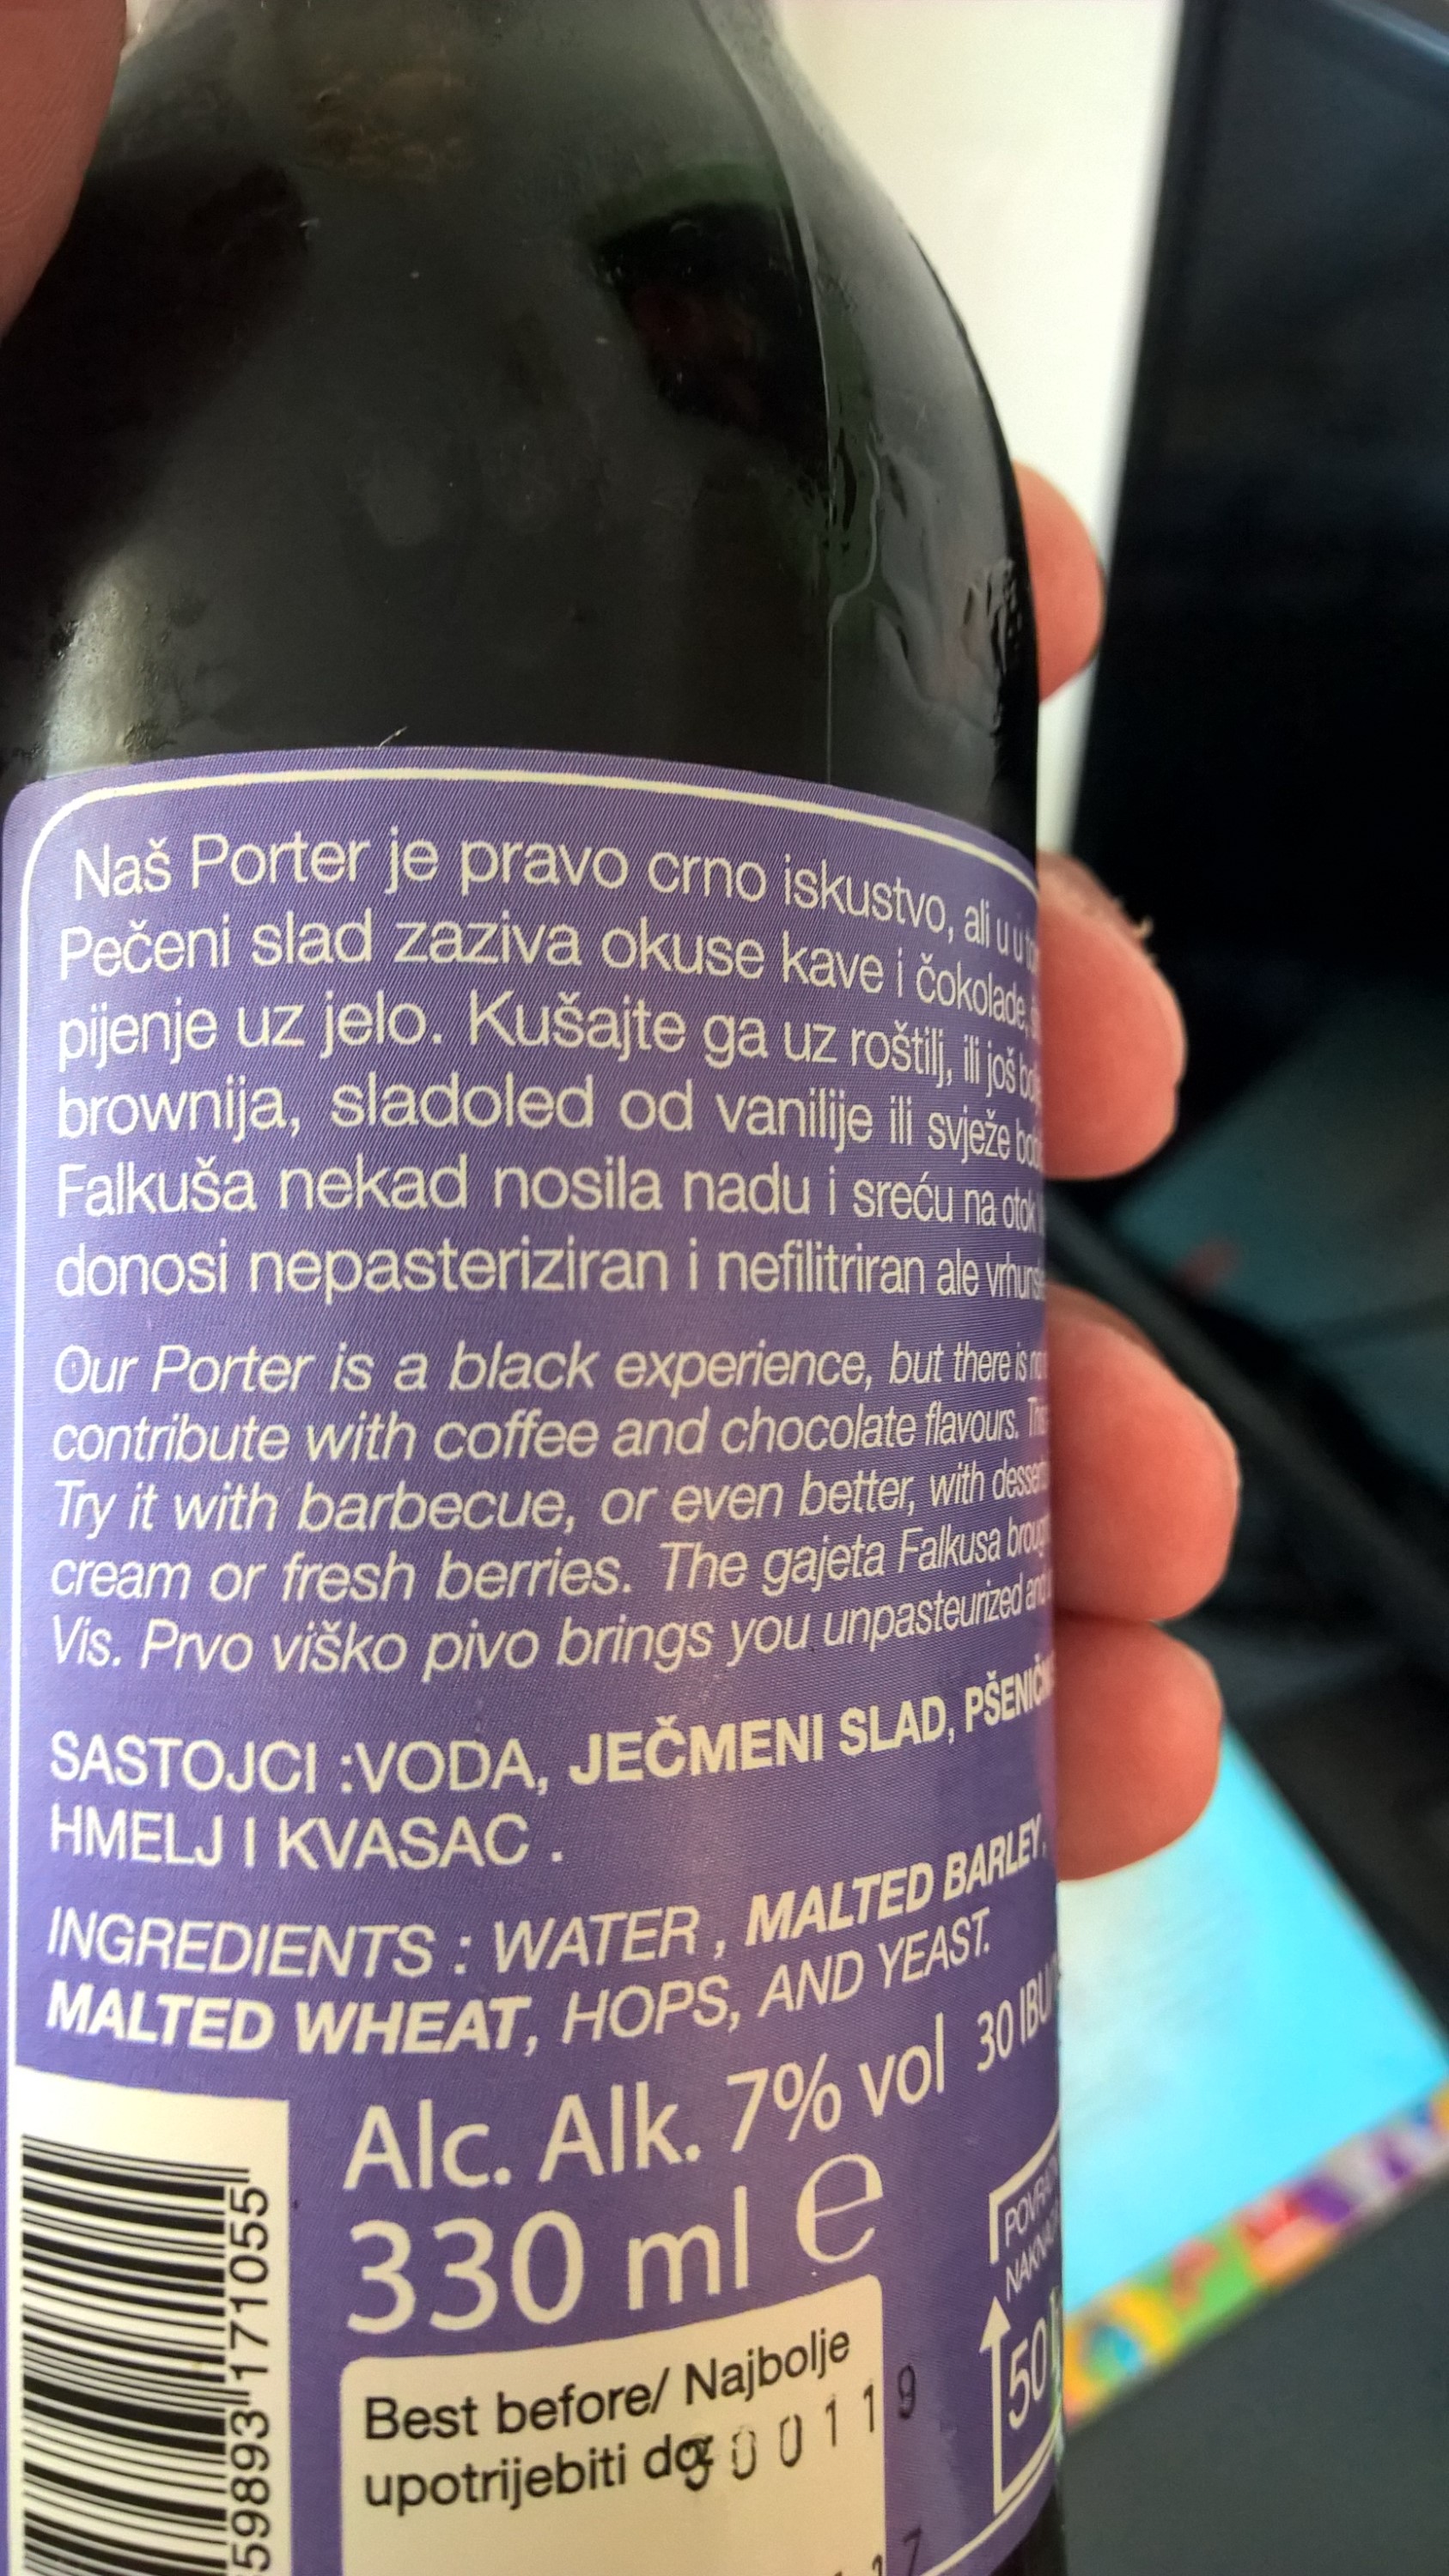 Naš Porter je pravo crno iskustvo, ali u
Pečeni slad zaziva okuse kave i čokolade,
pijenje uz jelo. Kušajte ga uz roštilj, ili još
brownija, sladoled od vanilije ili svježe
Falkuša nekad nosila nadu i sreću na otok
donosi nepasteriziran i nefilitriran ale
Our Porter is a black experience, but there is
contribute with coffee and chocolate flavours.
Try it with barbecue, or even better, with
cream or fresh berries. The gajeta Falkusa
Vis. Prvo viško pivo brings you unpasteurized and
SASTOJCI :VODA, JEČMENI SLAD,
HMELJ I KVASAC .
INGREDIENTS : WATER , MALTED BARLEY,
MALTED WHEAT, HOPS, AND YEAST.
Alc. Alk. 7% vol 30 IBU
330 ml e
50
Best before/ Najbolje
upotrijebiti do:
598893171055